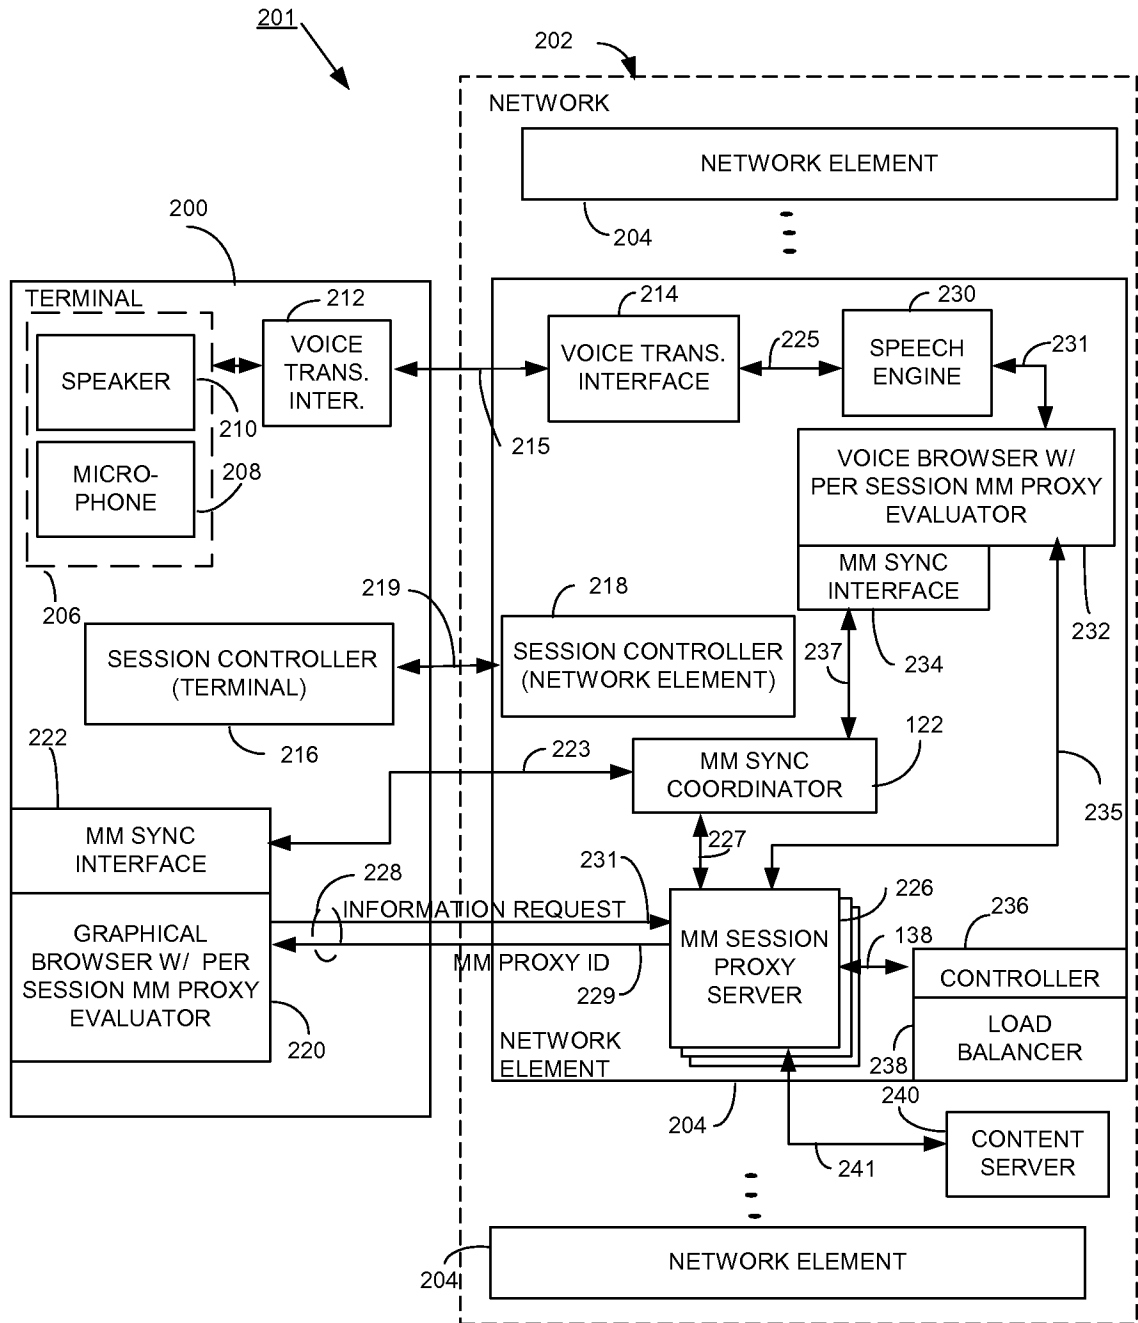 201
202
NETWORK
NETWORK ELEMENT
204
200
TERMINAL
SPEAKER
210
MICRO-
PHONE
208
206
212
VOICE
TRANS.
INTER.
215
214
VOICE TRANS.
INTERFACE
225
230
SPEECH
ENGINE
231
VOICE BROWSER W/
PER SESSION MM PROXY
EVALUATOR
232
MM SYNC
INTERFACE
234
237
235
SESSION CONTROLLER
(TERMINAL)
216
219
218
SESSION CONTROLLER
(NETWORK ELEMENT)
222
223
MM SYNC
COORDINATOR
122
227
MM SYNC
INTERFACE
GRAPHICAL
BROWSER W/ PER
SESSION MM PROXY
EVALUATOR
220
228
231
INFORMATION REQUEST
MM PROXY ID
229
MM SESSION
PROXY
SERVER
226
138
236
CONTROLLER
LOAD
BALANCER
238
NETWORK
ELEMENT
204
240
CONTENT
SERVER
241
NETWORK ELEMENT
204